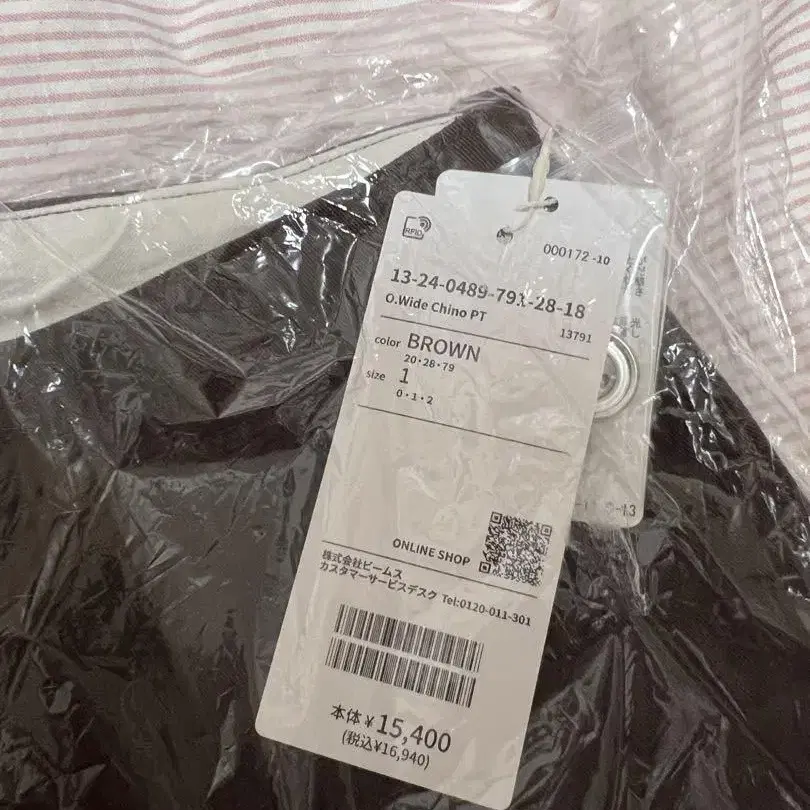 RFID
000172-10
13-24-0489-791-28-18
O.Wide Chino PT
13791
color BROWN
20・28・79
size 1
0・1・2
ONLINE SHOP
株式会社ビームス
カスタマーサービスデスク Tel:0120-011-301
本体¥15,400
(税込¥16,940)